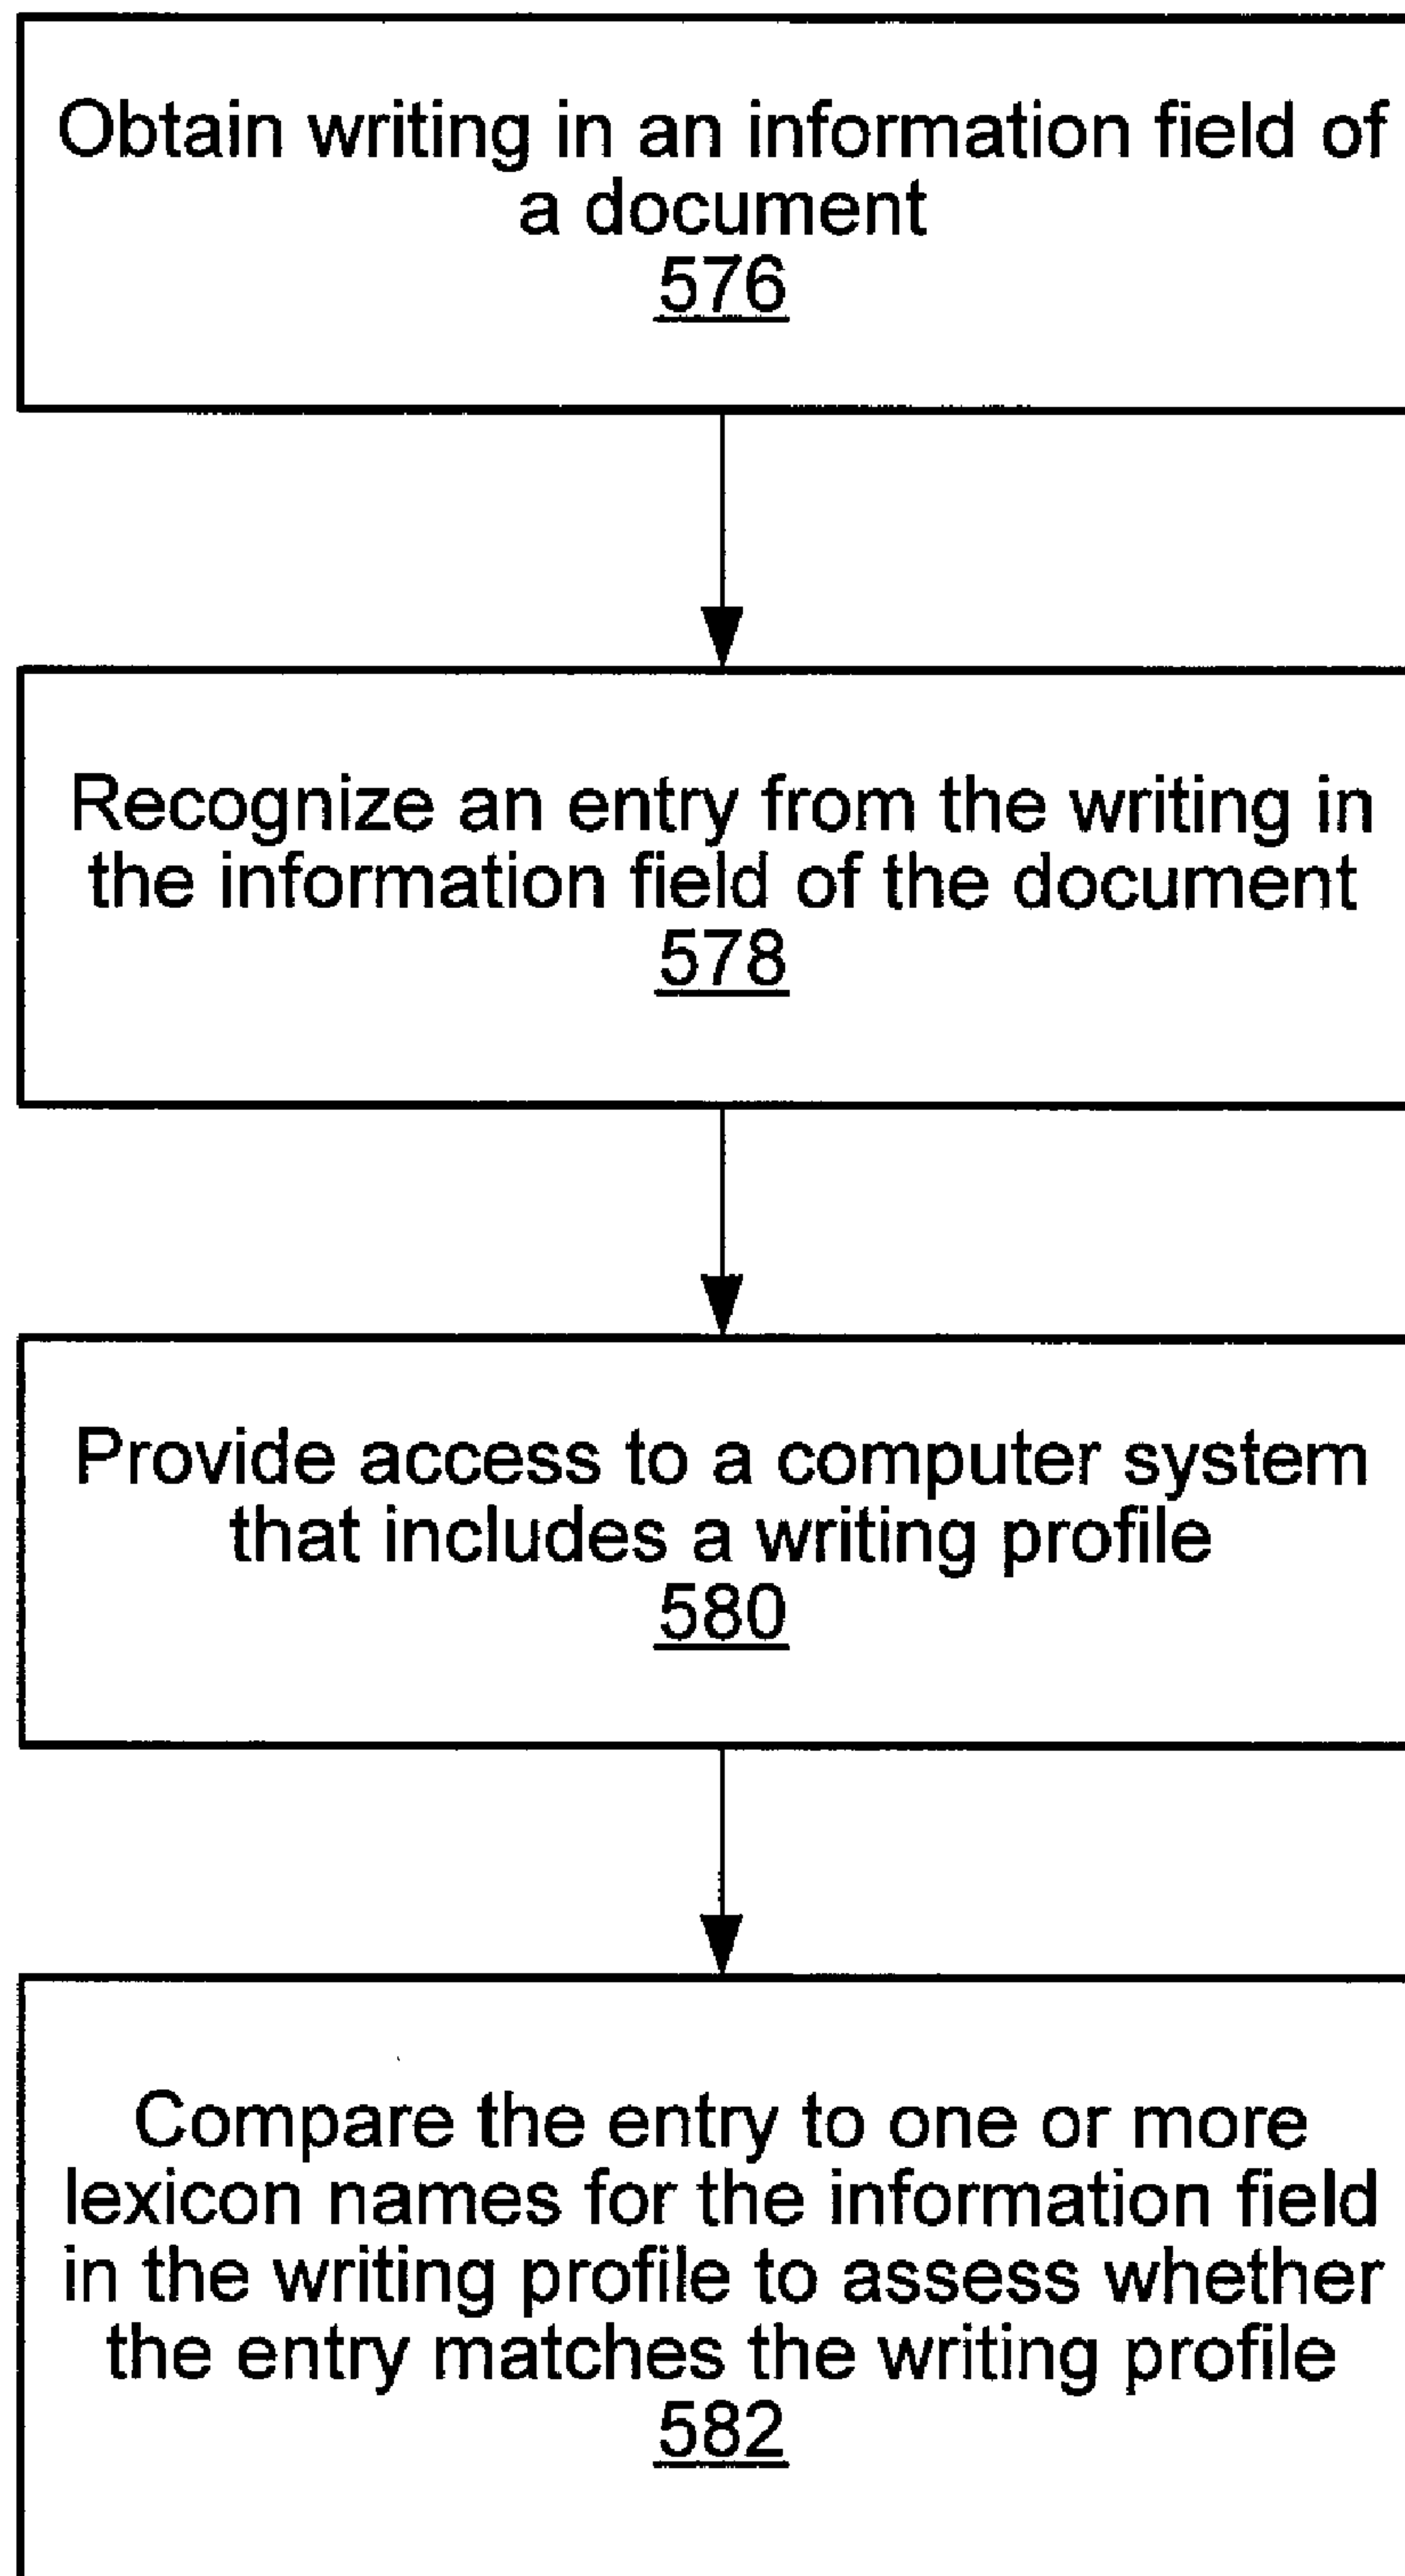 Obtain writing in an information field of
a document
576
Recognize an entry from the writing in
the information field of the document
578
Provide access to a computer system
that includes a writing profile
580
Compare the entry to one or more
lexicon names for the information field
in the writing profile to assess whether
the entry matches the writing profile
582